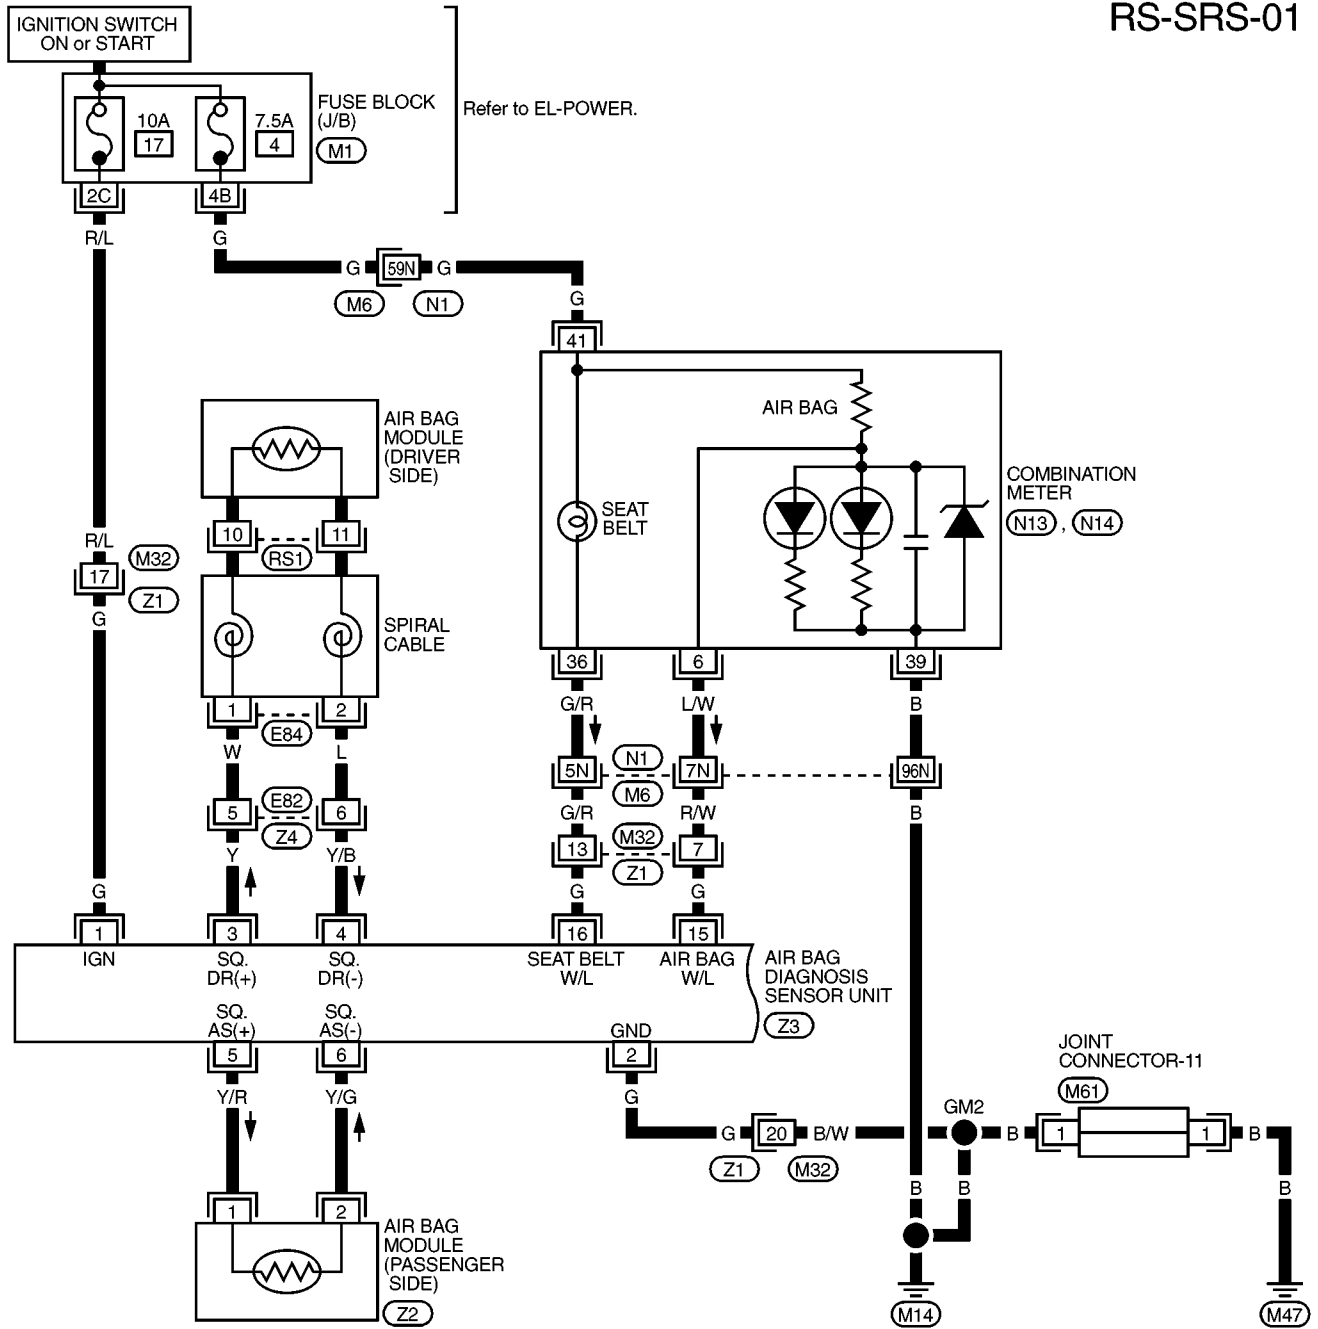 RS-SRS-01
IGNITION SWITCH
ON or START
FUSE BLOCK
(J/B)
M1
10A
17
7.5A
4
Refer to EL-POWER.
2C
4B
R/L
G
G
59N
G
M6
N1
G
41
AIR BAG
SEAT
BELT
COMBINATION
METER
N13 , N14
AIR BAG
MODULE
(DRIVER
SIDE)
10
11
RS1
R/L
M32
17
Z1
G
SPIRAL
CABLE
1
2
E84
W
L
5
E82
6
Z4
Y
Y/B
36
6
39
G/R
L/W
B
N1
5N
7N
96N
M6
G/R
R/W
B
M32
13
7
Z1
G
G
G
1
3
4
16
15
IGN
SQ.
DR(+)
SQ.
DR(-)
SEAT BELT
W/L
AIR BAG
W/L
AIR BAG
DIAGNOSIS
SENSOR UNIT
Z3
SQ.
AS(+)
SQ.
AS(-)
GND
5
6
2
Y/R
Y/G
G
JOINT
CONNECTOR-11
M61
GM2
G
20
B/W
B
1
1
B
Z1
M32
B
B
B
1
2
AIR BAG
MODULE
(PASSENGER
SIDE)
Z2
M14
M47